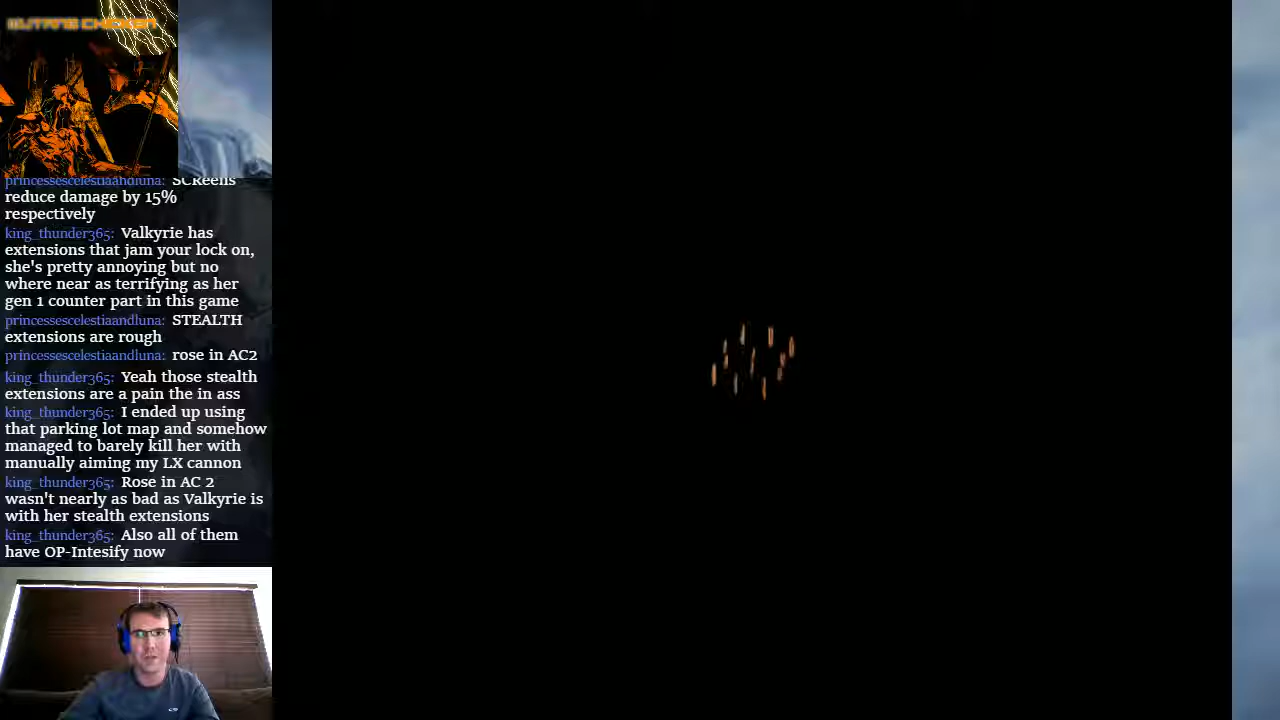 MUTANT CHICKEN
princessescelestiaandluna: SCReens
reduce damage by 15%
respectively
king_thunder365: Valkyrie has
extensions that jam your lock on,
she's pretty annoying but no
where near as terrifying as her
gen 1 counter part in this game
princessescelestiaandluna: STEALTH
extensions are rough
princessescelestiaandluna: rose in AC2
king_thunder365: Yeah those stealth
extensions are a pain the in ass
king_thunder365: I ended up using
that parking lot map and somehow
managed to barely kill her with
manually aiming my LX cannon
king_thunder365: Rose in AC 2
wasn't nearly as bad as Valkyrie is
with her stealth extensions
king_thunder365: Also all of them
have OP-Intesify now